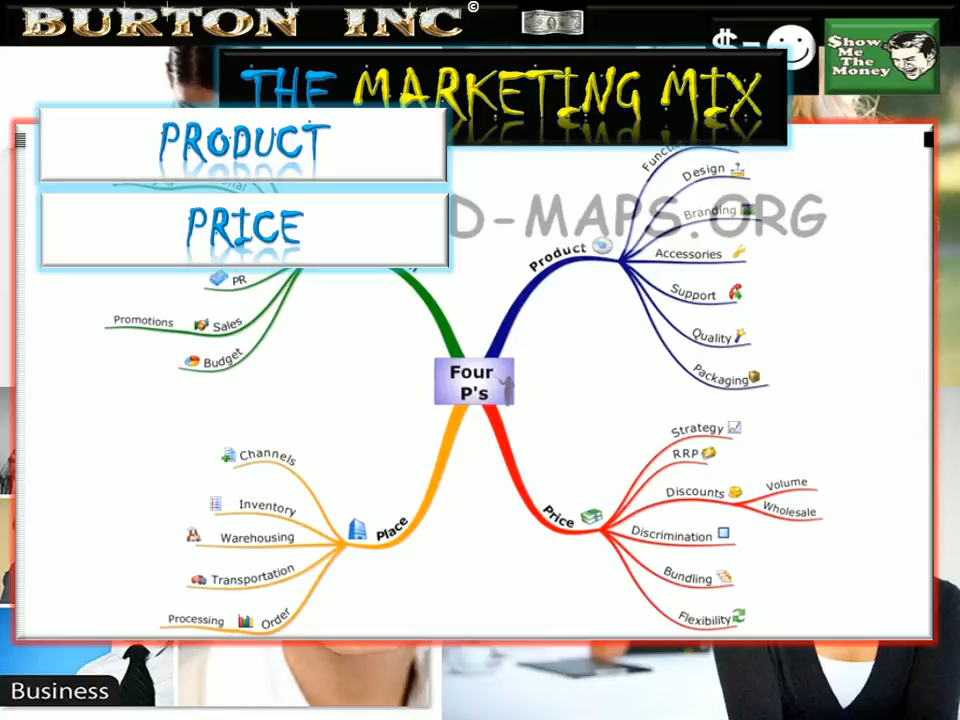 BURTON INC ©
$
Show
Me
The
Money
THE MARKETING MIX
PRODUCT
PRICE
D-MAPS.ORG
Design
Branding
Product
Accessories
Support
Quality
Packaging
PR
Promotions
Sales
Budget
Four
P's
Channels
Inventory
Warehousing
Transportation
Processing
Order
Place
Price
Strategy
RRP
Discounts
Volume
Wholesale
Discrimination
Bundling
Flexibility
Business